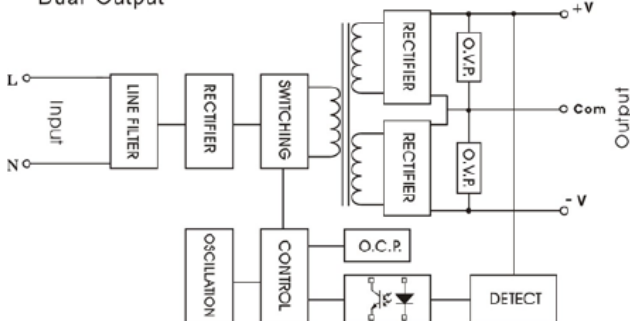 Dual Output
+V
L
Input
N
LINE FILTER
RECTIFIER
SWITCHING
RECTIFIER
RECTIFIER
O.V.P.
O.V.P.
Com
Output
- V
OSCILLATION
CONTROL
O.C.P.
DETECT